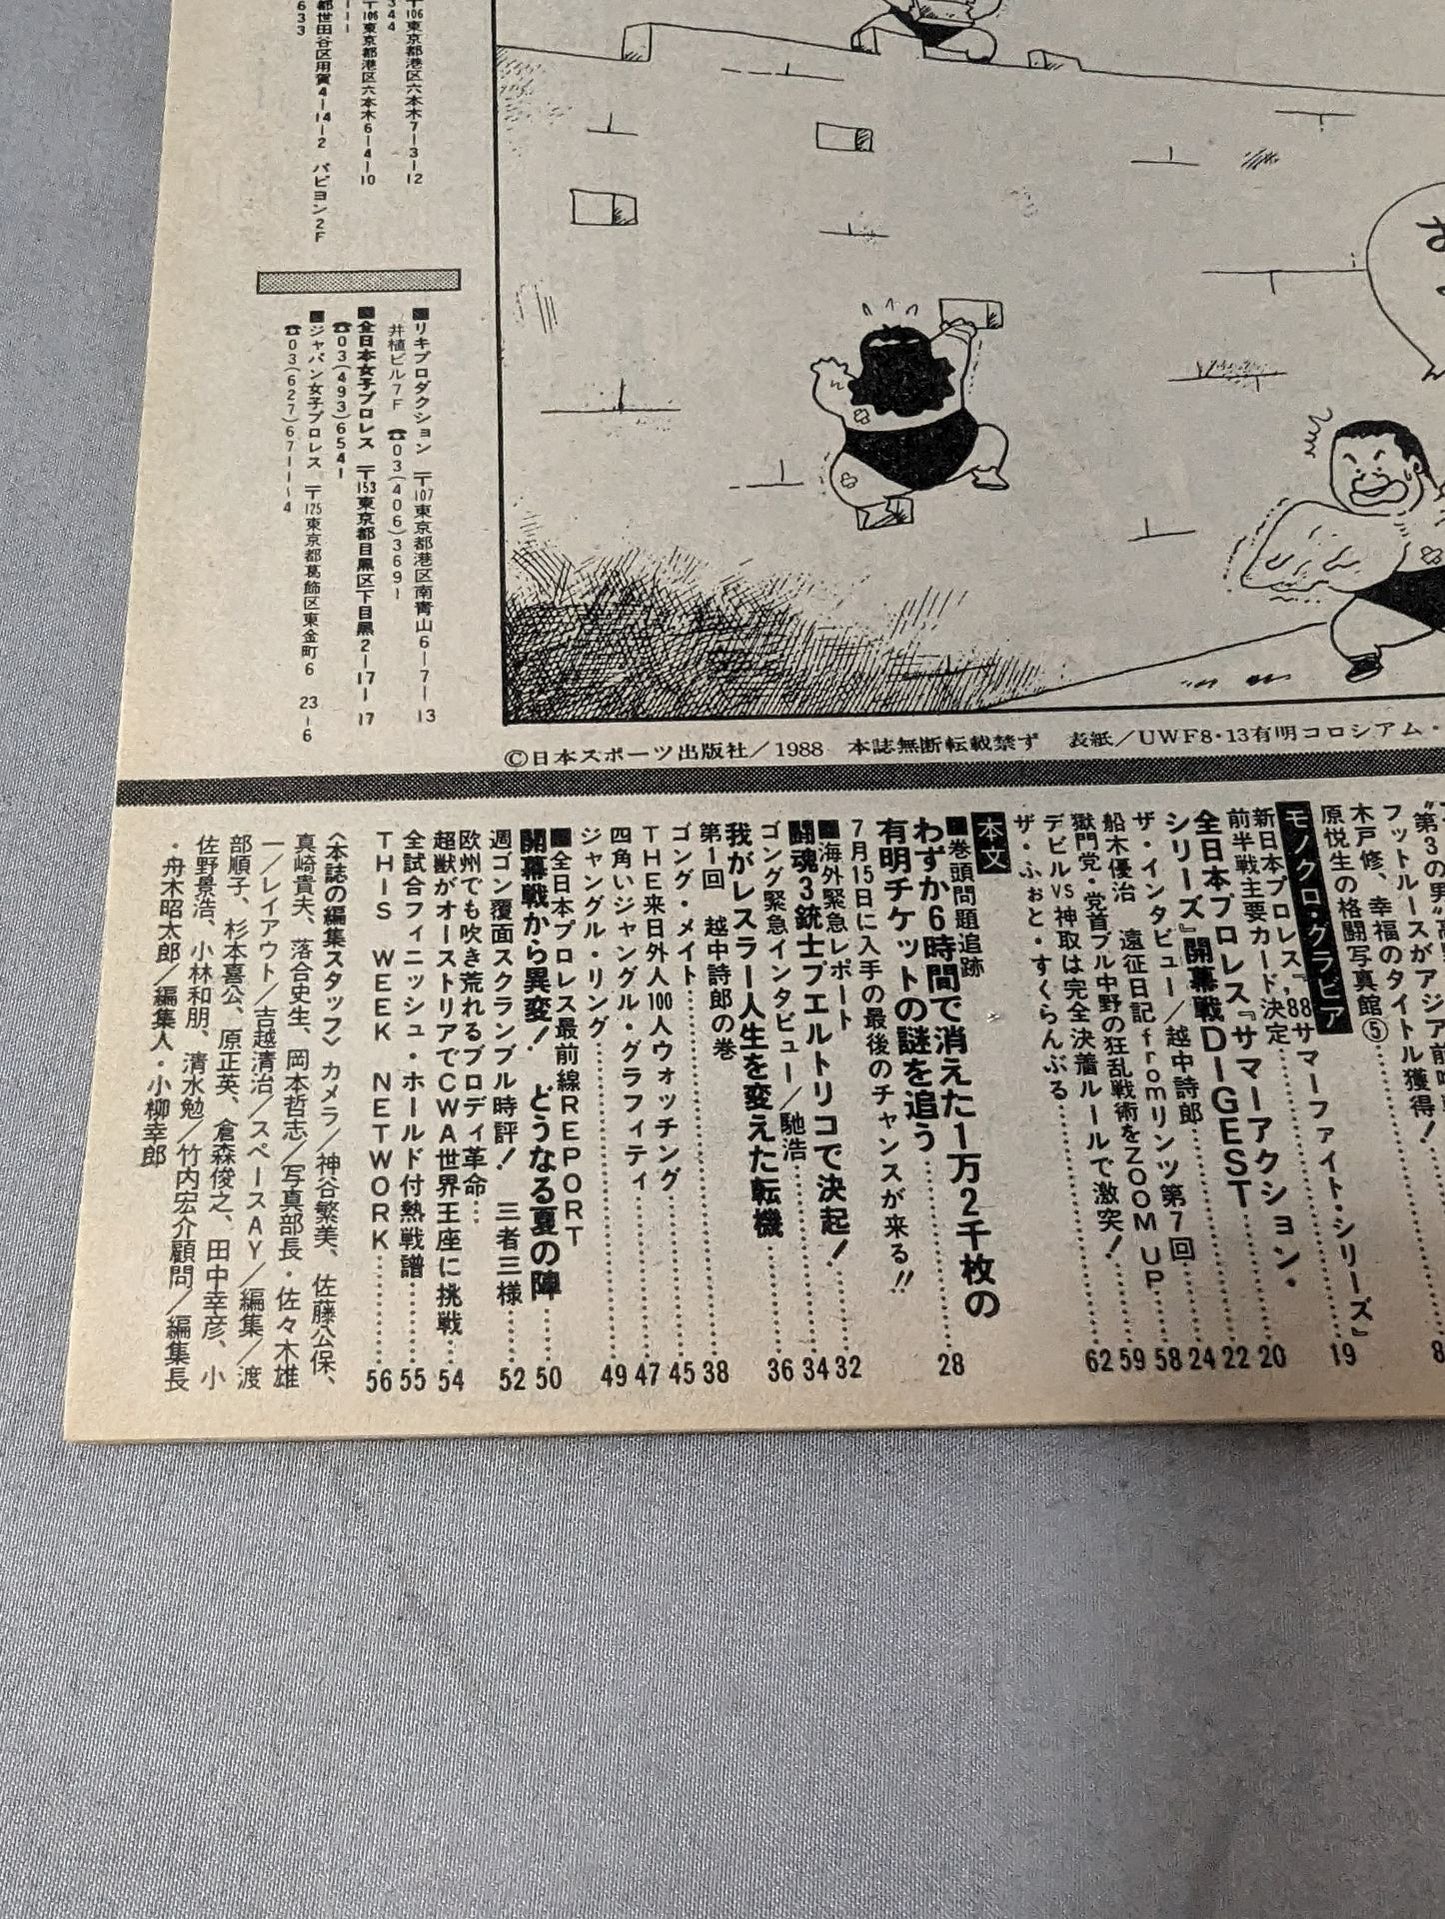 〒106東京都港区六本木7―3―12
344
〒106東京都港区六本木6―4―10
都世田谷区用賀4―14―2　パピヨン2F
633
■リキプロダクション　〒107東京都港区南青山6―7―13
井植ビル7F　☎03(406)3691
■全日本女子プロレス　〒153東京都目黒区下目黒2―17―17
☎03(493)6541
■ジャパン女子プロレス　〒125東京都葛飾区東金町6　23―6
☎03(627)6711～4
©日本スポーツ出版社／1988　本誌無断転載禁ず　表紙／UWF8・13有明コロシアム・
フットルースがアジア
タイトル獲得！
木戸修、幸福の
原悦生の格闘写真館⑤
モノクロ・グラビア
新日本プロレス『'88サマーファイト・シリーズ』
前半戦主要カード決定……19
全日本プロレス『サマーアクション・
シリーズ』開幕戦DIGEST……20
ザ・インタビュー／越中詩郎……22
船木優治　遠征日記fromリンツ第7回……24
獄門党・党首ブル中野の狂乱戦術をZOOM UP……58
デビルvs神取は完全決着ルールで激突！……59
ザ・ふぉと・すくらんぶる……62
本文
■巻頭問題追跡
わずか6時間で消えた1万2千枚の
有明チケットの謎を追う……28
7月15日に入手の最後のチャンスが来る!!
■海外緊急レポート
闘魂3銃士プエルトリコで決起！……32
ゴング緊急インタビュー／馳浩……34
我がレスラー人生を変えた転機……36
第1回　越中詩郎の巻
ゴング・メイト……38
THE来日外人100人ウォッチング……45
四角いジャングル・グラフィティ……47
ジャングル・リング……49
■全日本プロレス最前線REPORT
開幕戦から異変！　どうなる夏の陣……50
週ゴン覆面スクランブル時評！　三者三様……52
欧州でも吹き荒れるブロディ革命…
超獣がオーストリアでCWA世界王座に挑戦……54
全試合フィニッシュ・ホールド付熱戦譜……55
THIS WEEK NETWORK……56
〈本誌の編集スタッフ〉カメラ／神谷繁美、佐藤公保、
真崎貴夫、落合史生、岡本哲志／写真部長・佐々木雄
一／レイアウト／吉越清治／スペースAY／編集／渡
部順子、杉本喜公、原正英、倉森俊之、田中幸彦、小
佐野景浩、小林和朋、清水勉／竹内宏介顧問／編集長
・舟木昭太郎／編集人・小柳幸郎